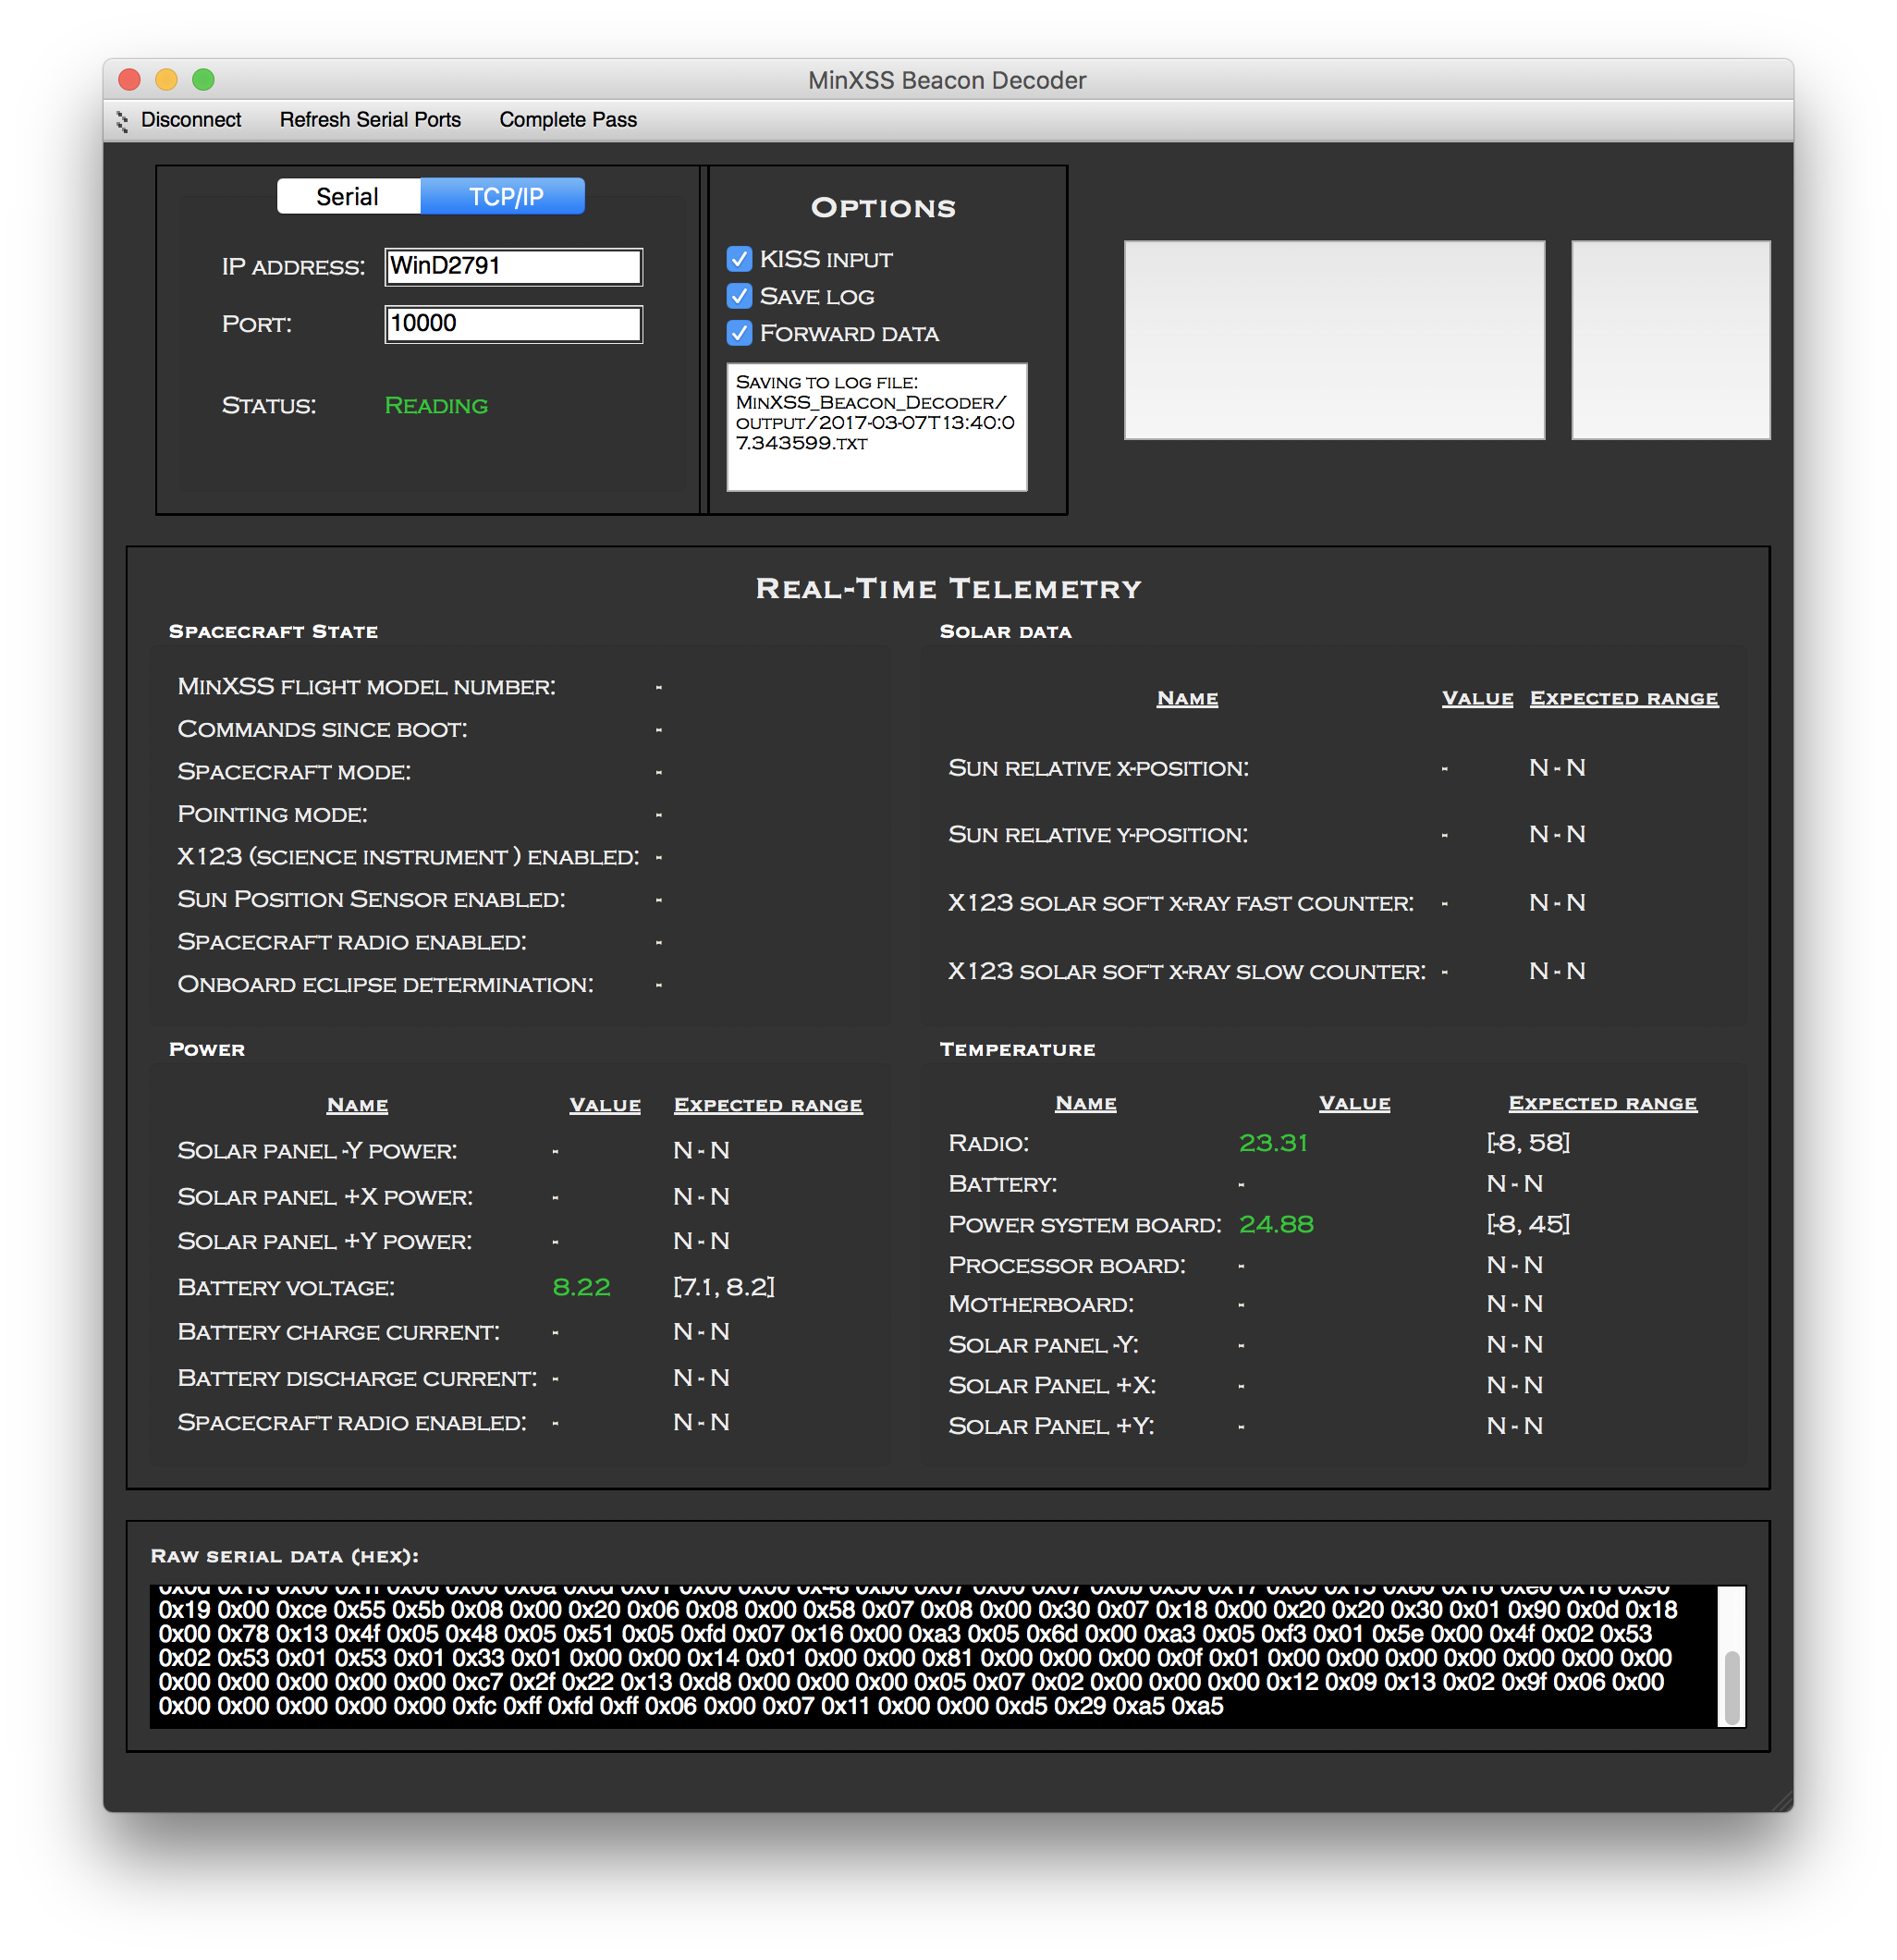 MinXSS Beacon Decoder
Disconnect Refresh Serial Ports Complete Pass
Serial TCP/IP
IP address: WinD2791
Port: 10000
Status: Reading
Options
KISS input
Save log
Forward data
Saving to log file:
MinXSS_Beacon_Decoder/
output/2017-03-07T13:40:0
7.343599.txt
Real-Time Telemetry
Spacecraft State
MinXSS flight model number: -
Commands since boot: -
Spacecraft mode: -
Pointing mode: -
X123 (science instrument ) enabled: -
Sun Position Sensor enabled: -
Spacecraft radio enabled: -
Onboard eclipse determination: -
Solar data
Name Value Expected range
Sun relative x-position: - N - N
Sun relative y-position: - N - N
X123 solar soft x-ray fast counter: - N - N
X123 solar soft x-ray slow counter: - N - N
Power
Name Value Expected range
Solar panel -Y power: - N - N
Solar panel +X power: - N - N
Solar panel +Y power: - N - N
Battery voltage: 8.22 [7.1, 8.2]
Battery charge current: - N - N
Battery discharge current: - N - N
Spacecraft radio enabled: - N - N
Temperature
Name Value Expected range
Radio: 23.31 [-8, 58]
Battery: - N - N
Power system board: 24.88 [-8, 45]
Processor board: - N - N
Motherboard: - N - N
Solar panel -Y: - N - N
Solar Panel +X: - N - N
Solar Panel +Y: - N - N
Raw serial data (hex):
0x19 0x00 0xce 0x55 0x5b 0x08 0x00 0x20 0x06 0x08 0x00 0x58 0x07 0x08 0x00 0x30 0x07 0x18 0x00 0x20 0x20 0x30 0x01 0x90 0x0d 0x18
0x00 0x78 0x13 0x4f 0x05 0x48 0x05 0x51 0x05 0xfd 0x07 0x16 0x00 0xa3 0x05 0x6d 0x00 0xa3 0x05 0xf3 0x01 0x5e 0x00 0x4f 0x02 0x53
0x02 0x53 0x01 0x53 0x01 0x33 0x01 0x00 0x00 0x14 0x01 0x00 0x00 0x81 0x00 0x00 0x00 0x0f 0x01 0x00 0x00 0x00 0x00 0x00 0x00 0x00
0x00 0x00 0x00 0x00 0x00 0xc7 0x2f 0x22 0x13 0xd8 0x00 0x00 0x00 0x05 0x07 0x02 0x00 0x00 0x00 0x12 0x09 0x13 0x02 0x9f 0x06 0x00
0x00 0x00 0x00 0x00 0x00 0xfc 0xff 0xfd 0xff 0x06 0x00 0x07 0x11 0x00 0x00 0xd5 0x29 0xa5 0xa5